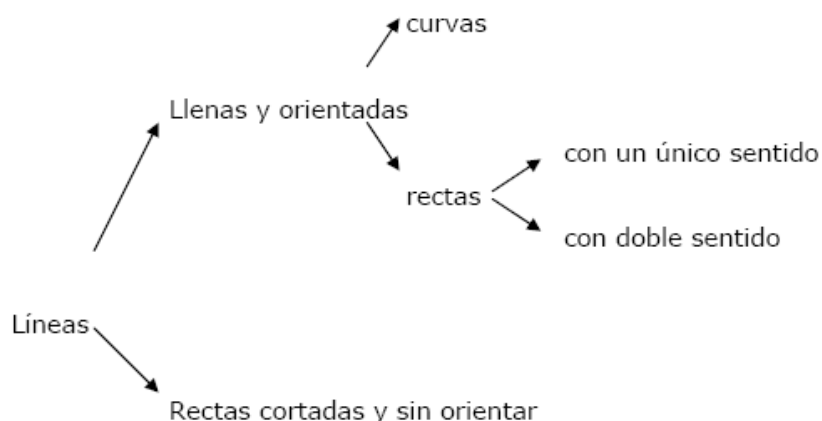 curvas
Llenas y orientadas
con un único sentido
rectas
con doble sentido
Líneas
Rectas cortadas y sin orientar